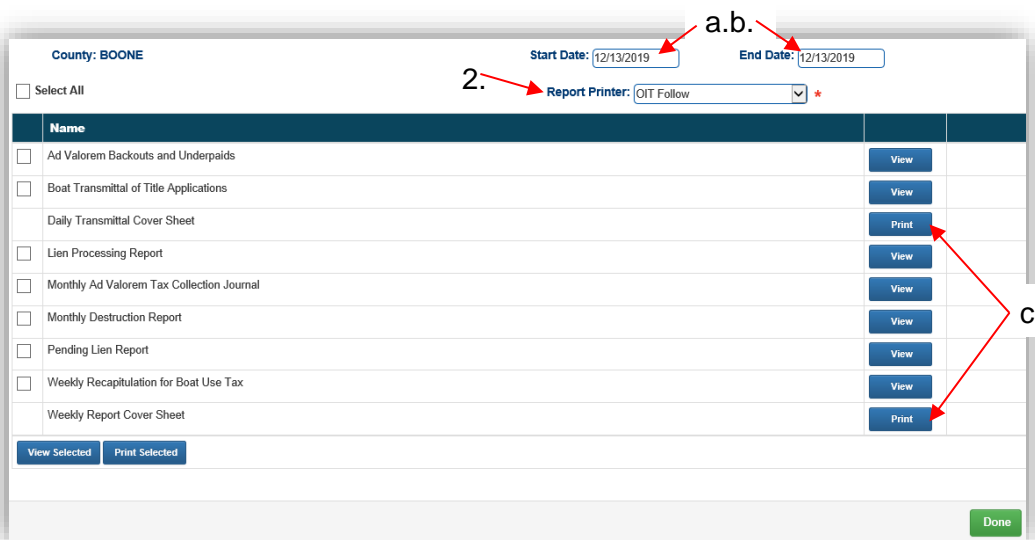 a.b.
County: BOONE Start Date: 12/13/2019 End Date: 12/13/2019
2.
Select All Report Printer: OIT Follow *
Name
Ad Valorem Backouts and Underpaids View
Boat Transmittal of Title Applications View
Daily Transmittal Cover Sheet Print
Lien Processing Report View
Monthly Ad Valorem Tax Collection Journal View
c
Monthly Destruction Report View
Pending Lien Report View
Weekly Recapitulation for Boat Use Tax View
Weekly Report Cover Sheet Print
View Selected Print Selected
Done